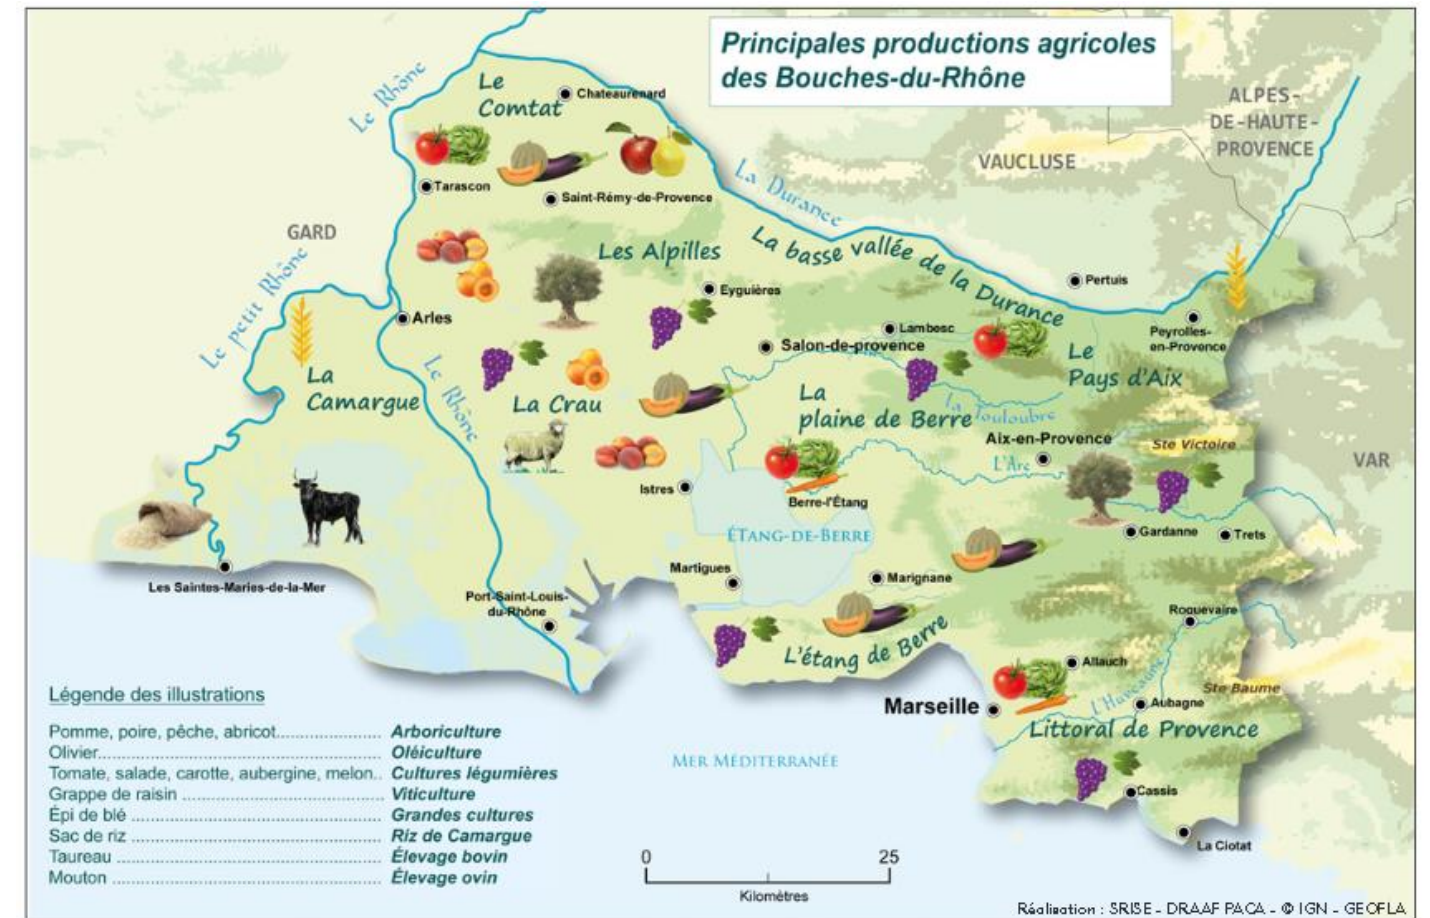 Principales productions agricoles
des Bouches-du-Rhône
ALPES-
DE-HAUTE-
PROVENCE
VAUCLUSE
GARD
VAR
Le Rhône
Le
Comtat
Chateaurenard
Tarascon
Saint-Rémy-de-Provence
La Durance
Les Alpilles
La basse vallée de la Durance
Le petit Rhône
Eyguières
Pertuis
Arles
Lambesc
Salon-de-provence
Peyrolles-
en-Provence
Le Rhône
La
Camargue
La Crau
Le
Pays d'Aix
La
plaine de Berre
La Touloubre
Aix-en-Provence
Ste Victoire
L'Arc
Istres
Berre-l'Étang
ÉTANG-DE-BERRE
Gardanne
Trets
Les Saintes-Maries-de-la-Mer
Martigues
Marignane
Port-Saint-Louis-
du-Rhône
Roquevaire
L'étang de Berre
Allauch
L'Huveaune
Ste Baume
Marseille
Aubagne
Littoral de Provence
MER MÉDITERRANÉE
Cassis
La Ciotat
Légende des illustrations
Pomme, poire, pêche, abricot...................... Arboriculture
Olivier............................................................ Oléiculture
Tomate, salade, carotte, aubergine, melon.. Cultures légumières
Grappe de raisin .......................................... Viticulture
Épi de blé .................................................... Grandes cultures
Sac de riz .................................................... Riz de Camargue
Taureau ....................................................... Élevage bovin
Mouton ........................................................ Élevage ovin
0 25
Kilomètres
Réalisation : SRISE - DRAAF PACA - © IGN - GEOFLA